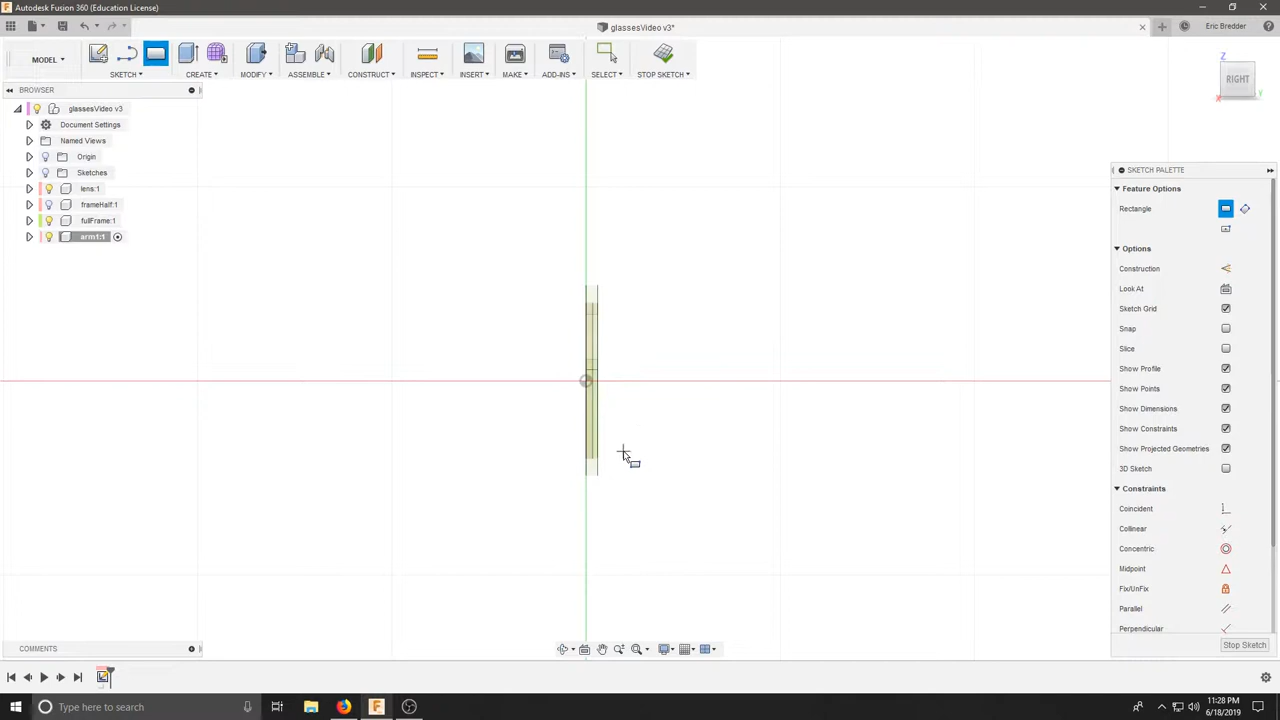 Autodesk Fusion 360 (Education License)
glassesVideo v3*
Eric Bredder
MODEL
SKETCH
CREATE
MODIFY
ASSEMBLE
CONSTRUCT
INSPECT
INSERT
MAKE
ADD-INS
SELECT
STOP SKETCH
Z
RIGHT
X
Y
BROWSER
glassesVideo v3
Document Settings
Named Views
Origin
Sketches
lens:1
frameHalf:1
fullFrame:1
arm1:1
SKETCH PALETTE
Feature Options
Rectangle
Options
Construction
Look At
Sketch Grid
Snap
Slice
Show Profile
Show Points
Show Dimensions
Show Constraints
Show Projected Geometries
3D Sketch
Constraints
Coincident
Collinear
Concentric
Midpoint
Fix/UnFix
Parallel
Perpendicular
Stop Sketch
COMMENTS
Type here to search
11:28 PM
6/18/2019